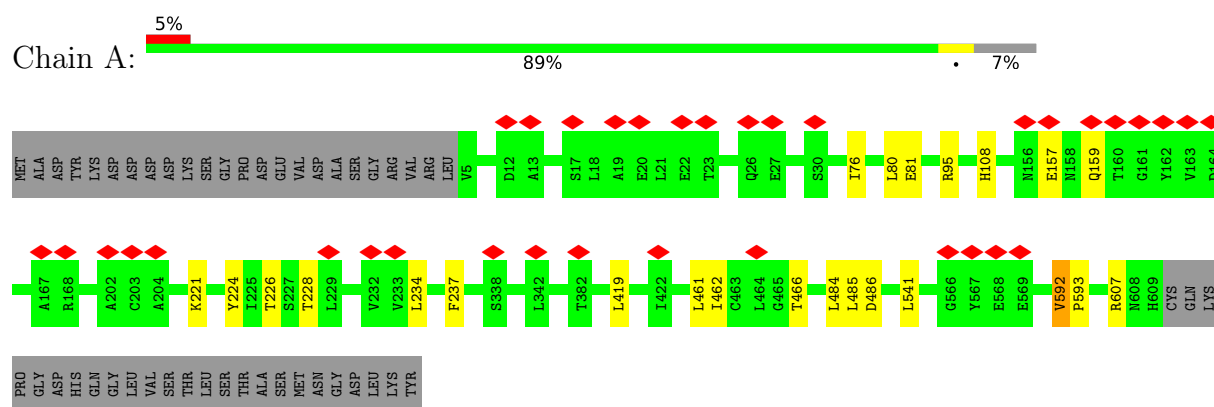 5%
Chain A:
89% • 7%
MET ALA ASP TYR LYS ASP ASP ASP ASP LYS SER GLY PRO ASP GLU VAL ASP ALA SER GLY ARG VAL ARG LEU V5 D12 A13 S17 L18 A19 E20 L21 E22 T23 Q26 E27 S30 I76 L80 E81 R95 H108 N156 E157 N158 Q159 T160 G161 Y162 V163 D164
A167 R168 A202 C203 A204 K221 Y224 I225 T226 S227 T228 L229 V232 V233 L234 F237 S338 L342 T382 L419 I422 L461 I462 C463 L464 G465 T466 L484 L485 D486 L541 G566 Y567 E568 E569 V592 P593 R607 N608 H609 CYS GLN LYS
PRO GLY ASP HIS GLN GLY LEU VAL SER THR LEU SER THR ALA SER MET ASN GLY ASP LEU LYS TYR